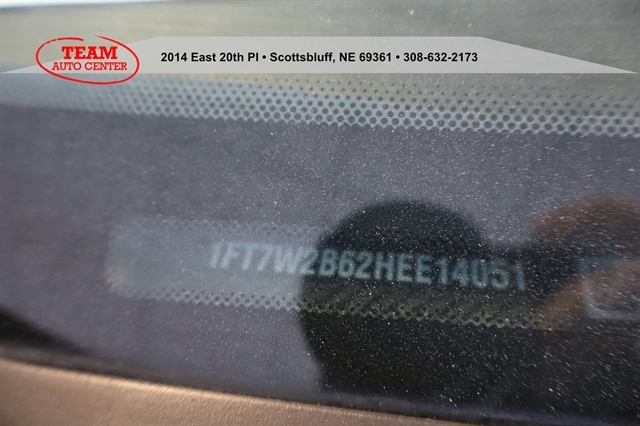 TEAM
AUTO CENTER
2014 East 20th Pl • Scottsbluff, NE 69361 • 308-632-2173
1FT7W2B62HEE14051